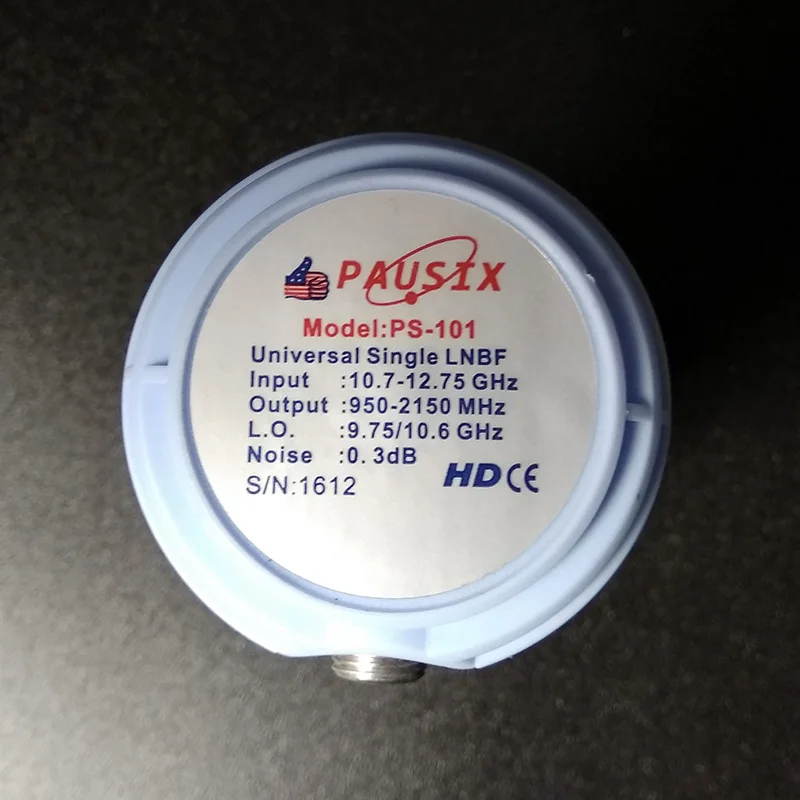 PAUSIX
Model:PS-101
Universal Single LNBF
Input :10.7-12.75 GHz
Output :950-2150 MHz
L.O. :9.75/10.6 GHz
Noise :0.3dB
S/N:1612 HD CE